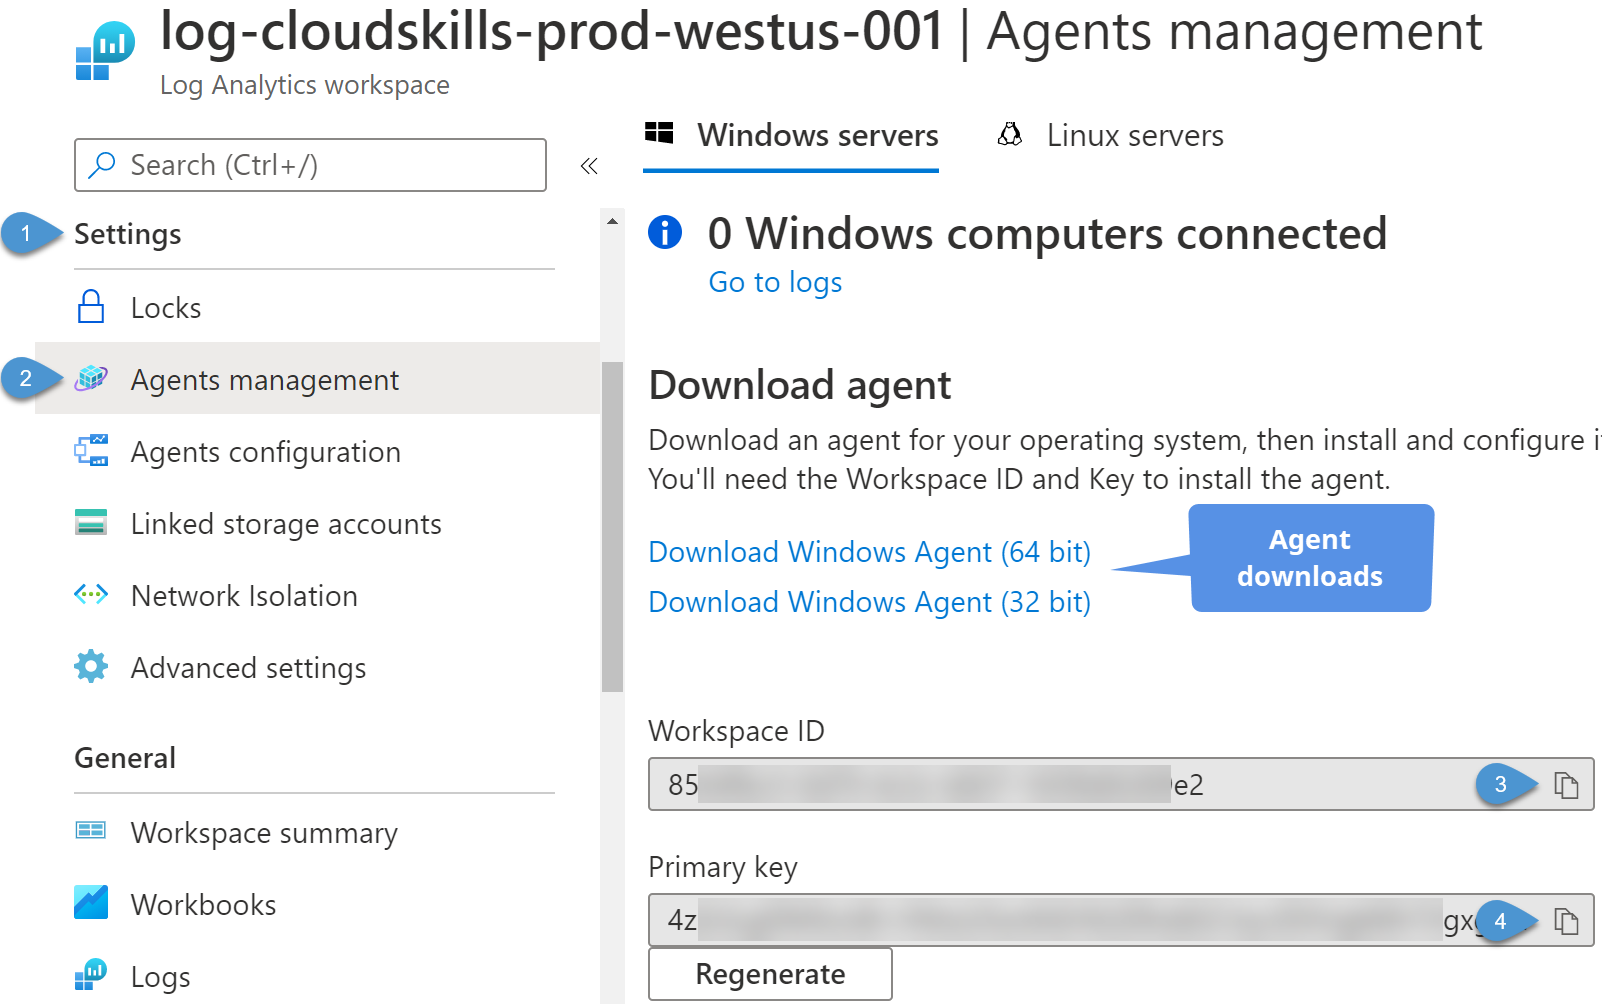 log-cloudskills-prod-westus-001 | Agents management
Log Analytics workspace
Search (Ctrl+/)
«
1
Settings
Locks
2
Agents management
Agents configuration
Linked storage accounts
Network Isolation
Advanced settings
General
Workspace summary
Workbooks
Logs
Windows servers
Linux servers
0 Windows computers connected
Go to logs
Download agent
Download an agent for your operating system, then install and configure i
You'll need the Workspace ID and Key to install the agent.
Download Windows Agent (64 bit)
Download Windows Agent (32 bit)
Agent
downloads
Workspace ID
85 e2
3
Primary key
4z gx
4
Regenerate